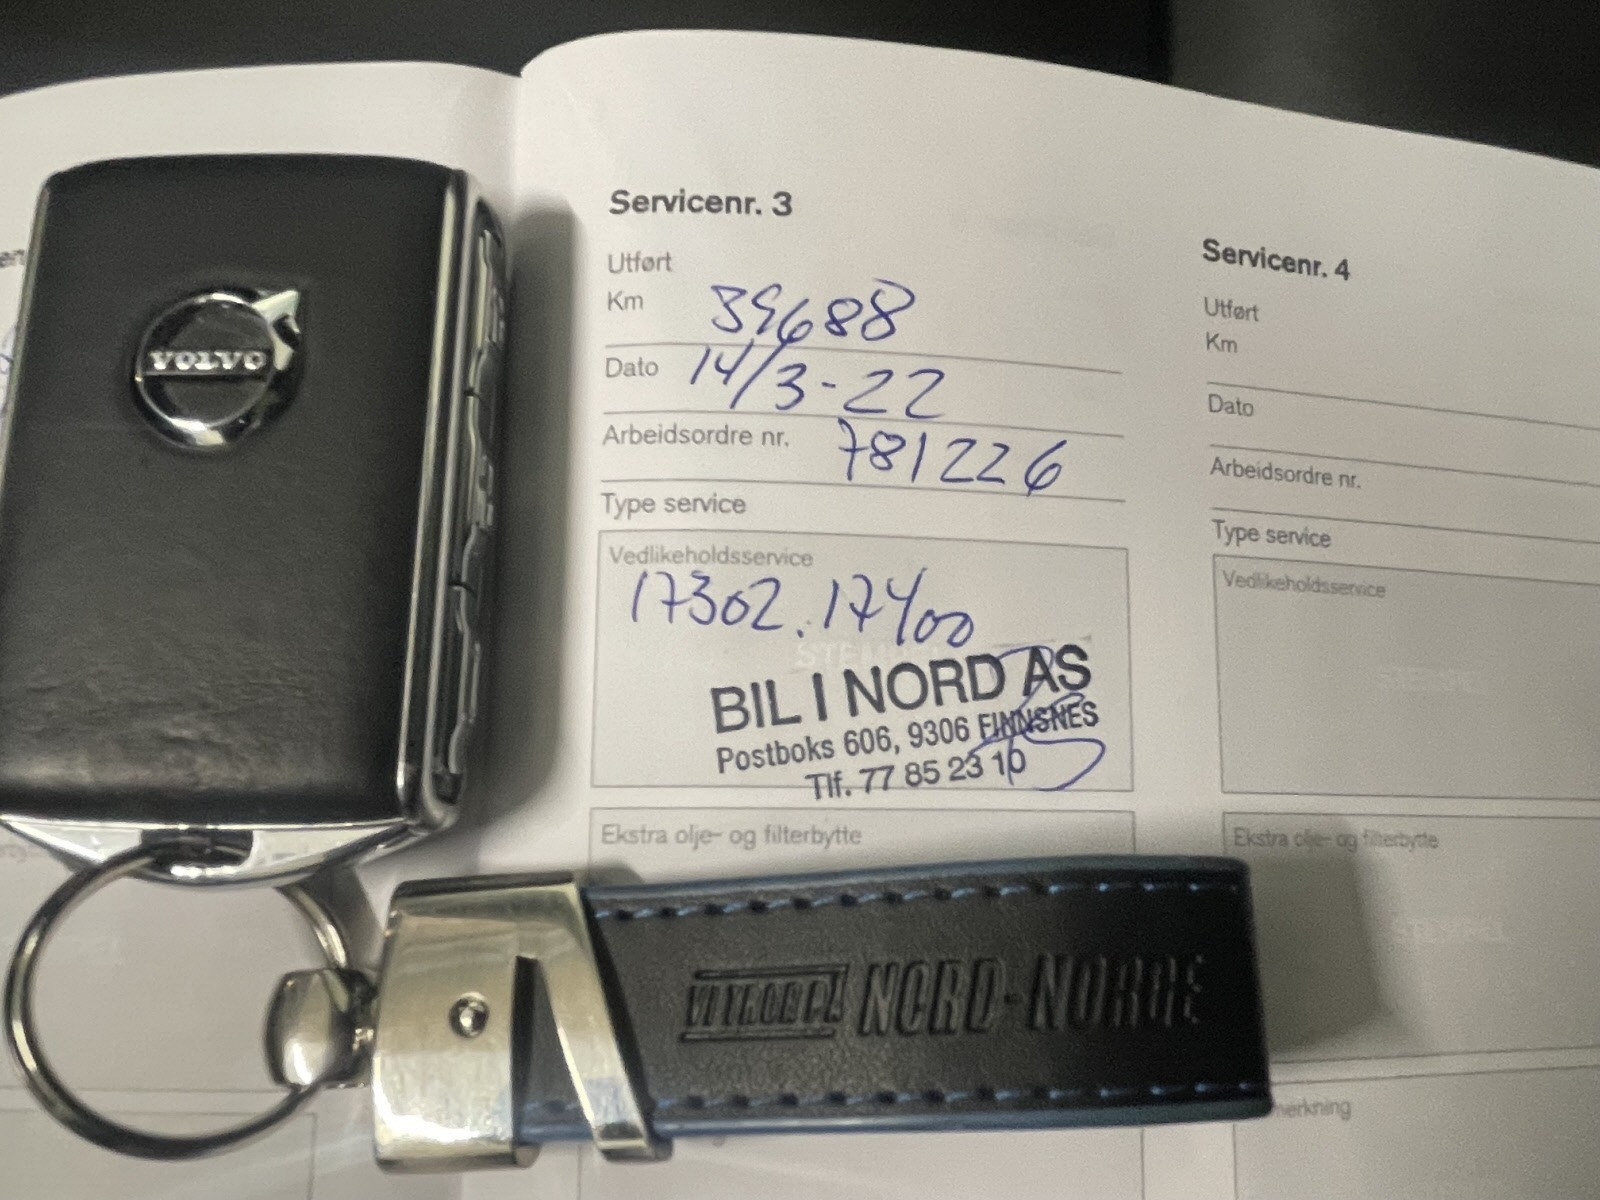 VOLVO
Servicenr. 3
Utført
Km 39688
Dato 14/3-22
Arbeidsordre nr. 781226
Type service
Vedlikeholdsservice
17302. 17400
BIL I NORD AS
Postboks 606, 9306 FINNSNES
Tlf. 77 85 23 10
Ekstra olje- og filterbytte
Servicenr. 4
Utført
Km
Dato
Arbeidsordre nr.
Type service
Vedlikeholdsservice
Ekstra olje- og filterbytte
STEMPEL
merkning
NORD-NORGE